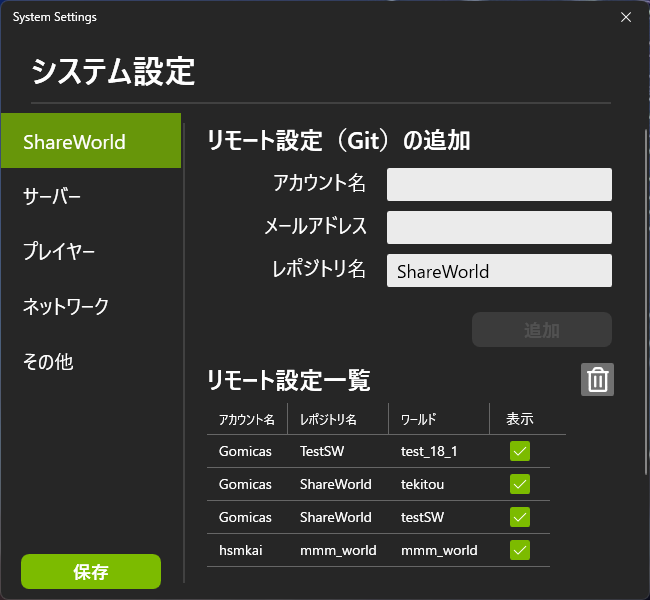 System Settings
システム設定
ShareWorld
サーバー
プレイヤー
ネットワーク
その他
保存
リモート設定（Git）の追加
アカウント名
メールアドレス
レポジトリ名 ShareWorld
追加
リモート設定一覧
アカウント名 レポジトリ名 ワールド 表示
Gomicas TestSW test_18_1
Gomicas ShareWorld tekitou
Gomicas ShareWorld testSW
hsmkai mmm_world mmm_world